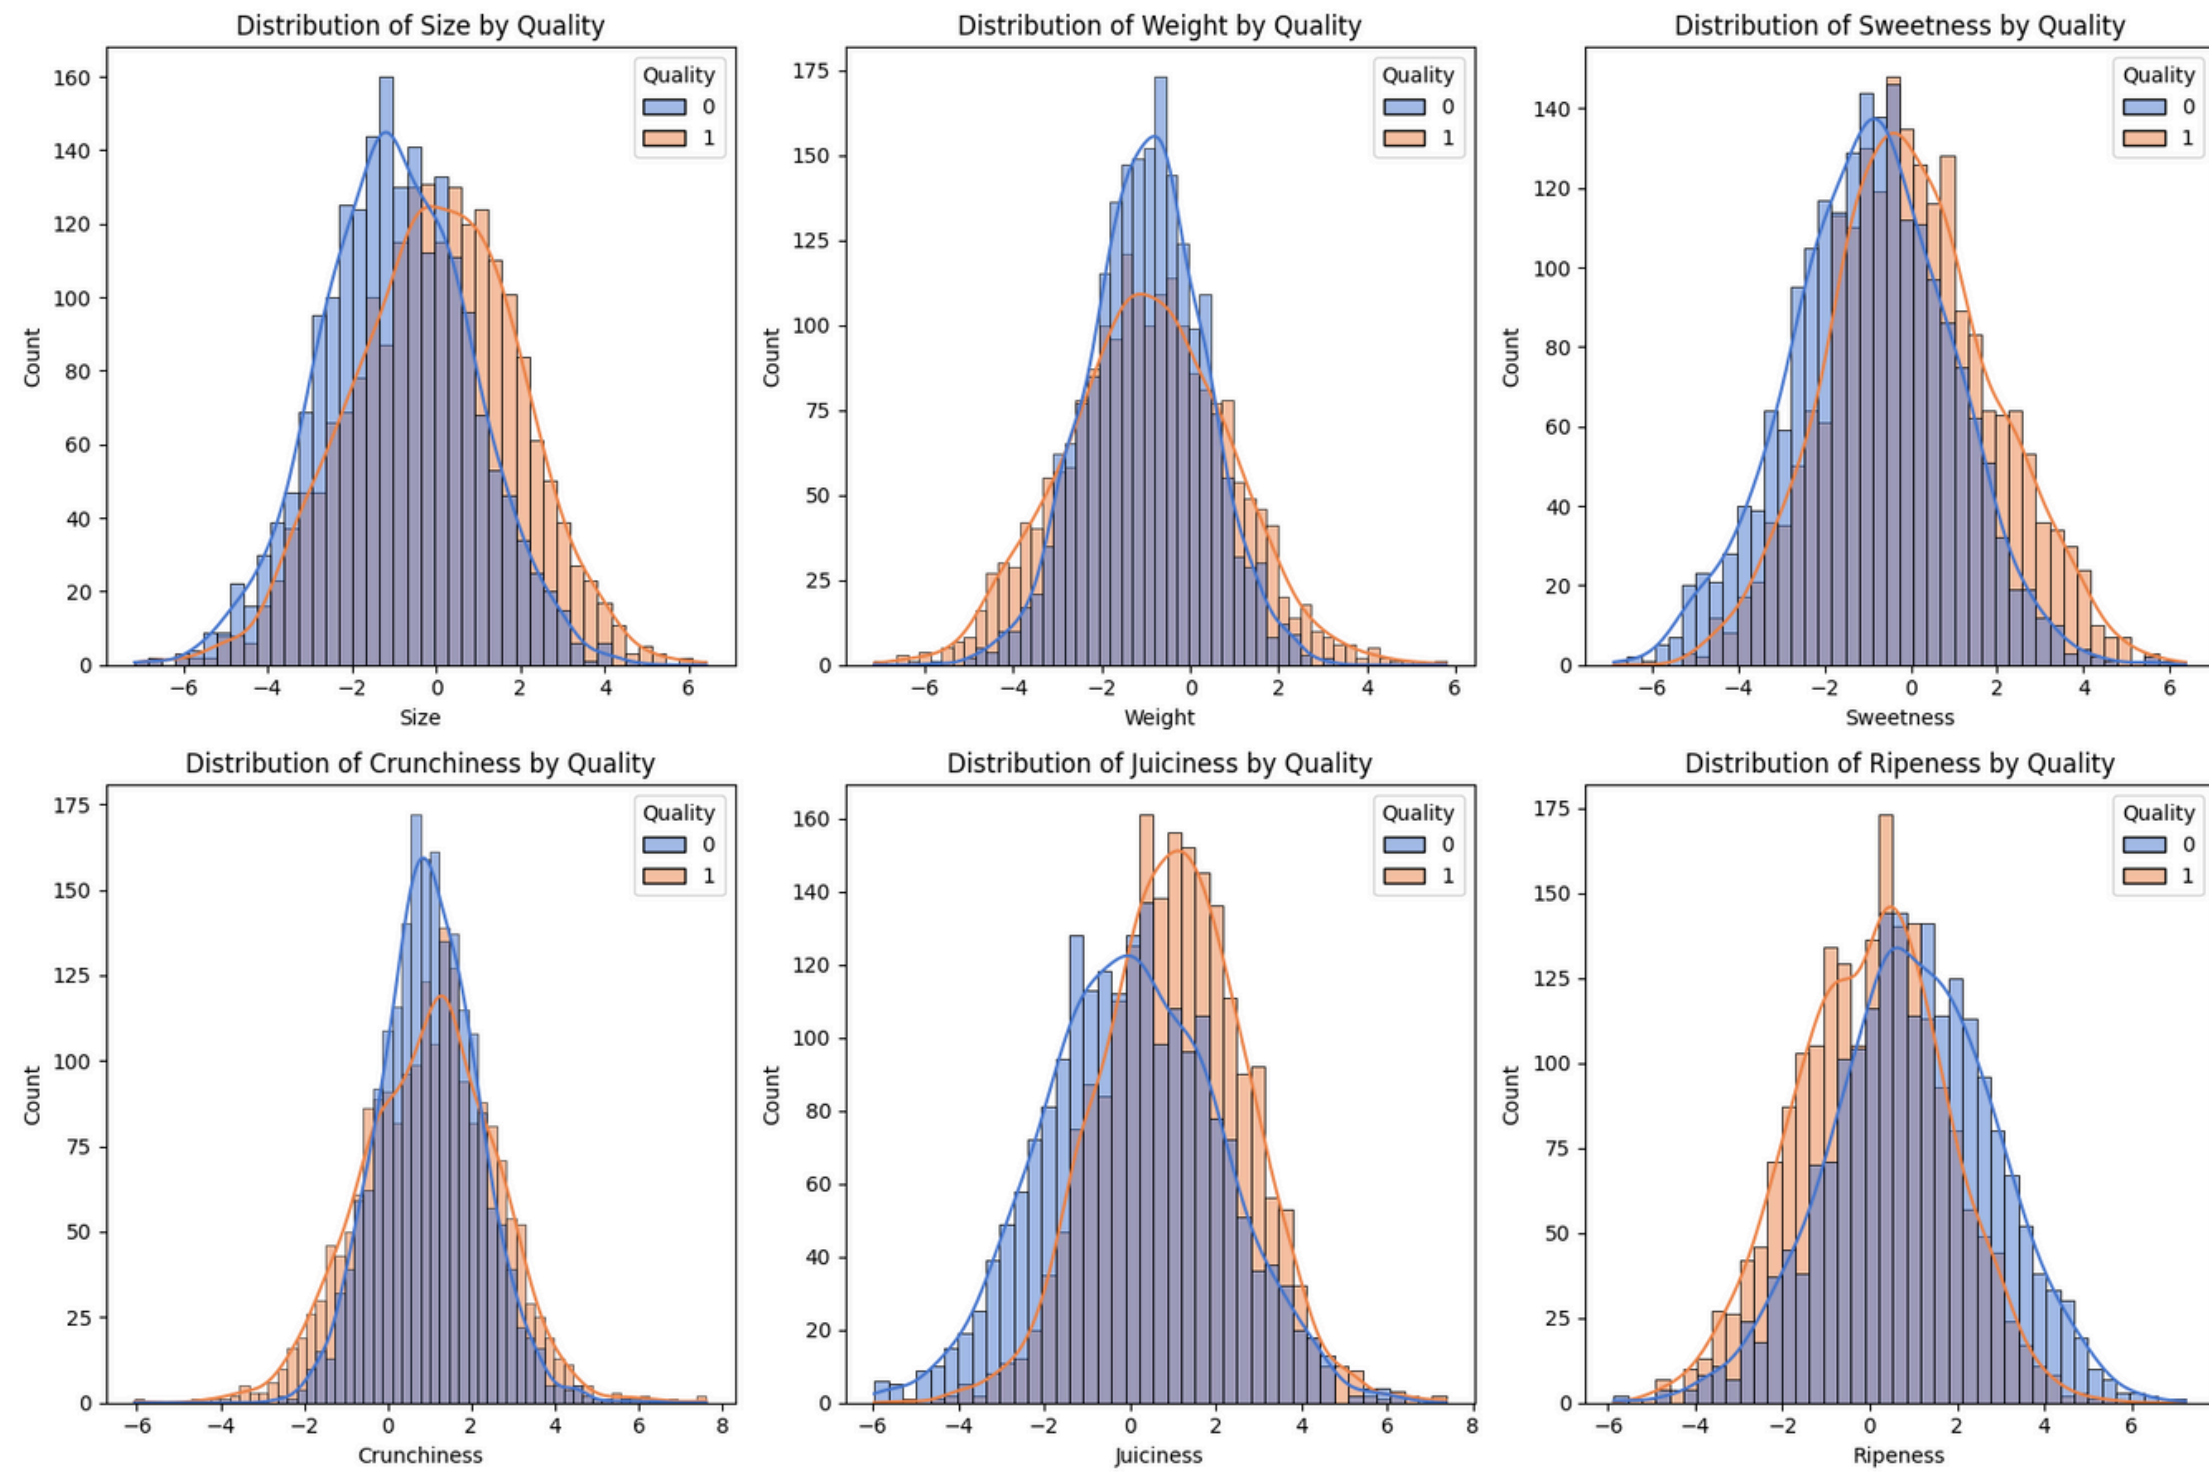 Distribution of Size by Quality
Quality
0
1
160
140
120
100
80
60
40
20
0
Count
−6 −4 −2 0 2 4 6
Size
Distribution of Weight by Quality
Quality
0
1
175
150
125
100
75
50
25
0
Count
−6 −4 −2 0 2 4 6
Weight
Distribution of Sweetness by Quality
Quality
0
1
140
120
100
80
60
40
20
0
Count
−6 −4 −2 0 2 4 6
Sweetness
Distribution of Crunchiness by Quality
Quality
0
1
175
150
125
100
75
50
25
0
Count
−6 −4 −2 0 2 4 6 8
Crunchiness
Distribution of Juiciness by Quality
Quality
0
1
160
140
120
100
80
60
40
20
0
Count
−6 −4 −2 0 2 4 6 8
Juiciness
Distribution of Ripeness by Quality
Quality
0
1
175
150
125
100
75
50
25
0
Count
−6 −4 −2 0 2 4 6
Ripeness